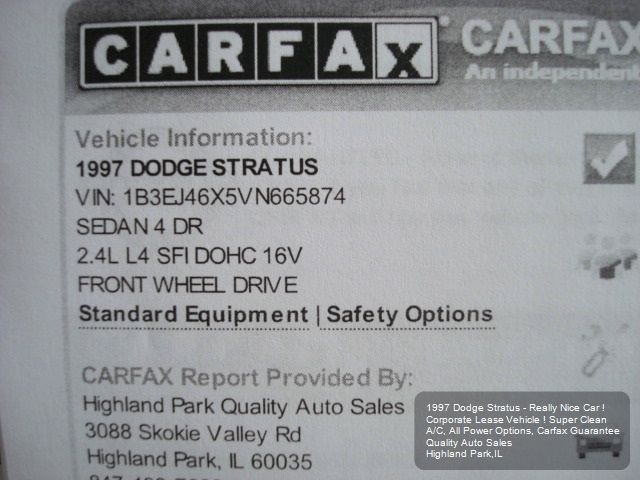 CARFAX
CARFAX
An independent
Vehicle Information:
1997 DODGE STRATUS
VIN: 1B3EJ46X5VN665874
SEDAN 4 DR
2.4L L4 SFI DOHC 16V
FRONT WHEEL DRIVE
Standard Equipment | Safety Options
CARFAX Report Provided By:
Highland Park Quality Auto Sales
3088 Skokie Valley Rd
Highland Park, IL 60035
1997 Dodge Stratus - Really Nice Car !
Corporate Lease Vehicle ! Super Clean
A/C, All Power Options, Carfax Guarantee
Quality Auto Sales
Highland Park,IL